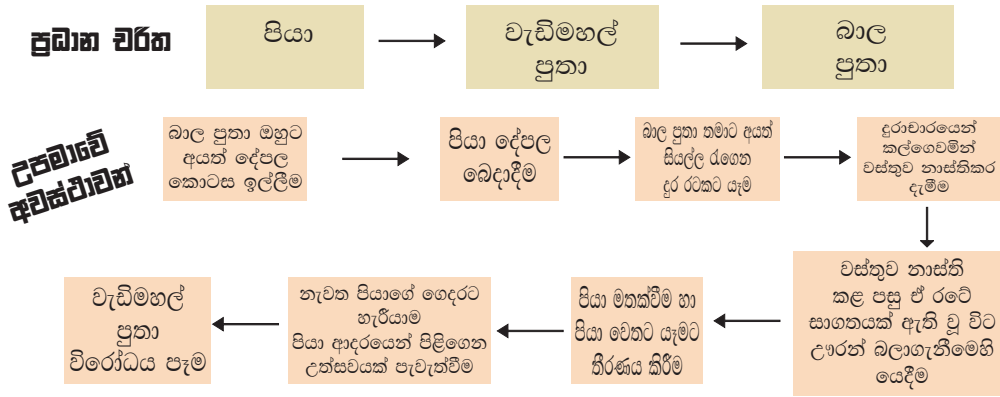 ප්‍රධාන චරිත
පියා
වැඩිමහල්
පුතා
බාල
පුතා
උපමාවේ
අවස්ථාවන්
බාල පුතා ඔහුට
අයත් දේපල
කොටස ඉල්ලීම
පියා දේපල
බෙදාදීම
බාල පුතා තමාට අයත්
සියල්ල රැගෙන
දුර රටකට යෑම
දුරාචාරයෙන්
කල්ගෙවමින්
වස්තුව නාස්තිකර
දැමීම
වස්තුව නාස්ති
කළ පසු ඒ රටේ
සාගතයක් ඇති වූ විට
ඌරන් බලාගැනීමෙහි
යෙදීම
පියා මතක්වීම හා
පියා වෙතට යෑමට
තීරණය කිරීම
නැවත පියාගේ ගෙදරට
හැරීයාම
පියා ආදරයෙන් පිළිගෙන
උත්සවයක් පැවැත්වීම
වැඩිමහල්
පුතා
විරෝධය පෑම